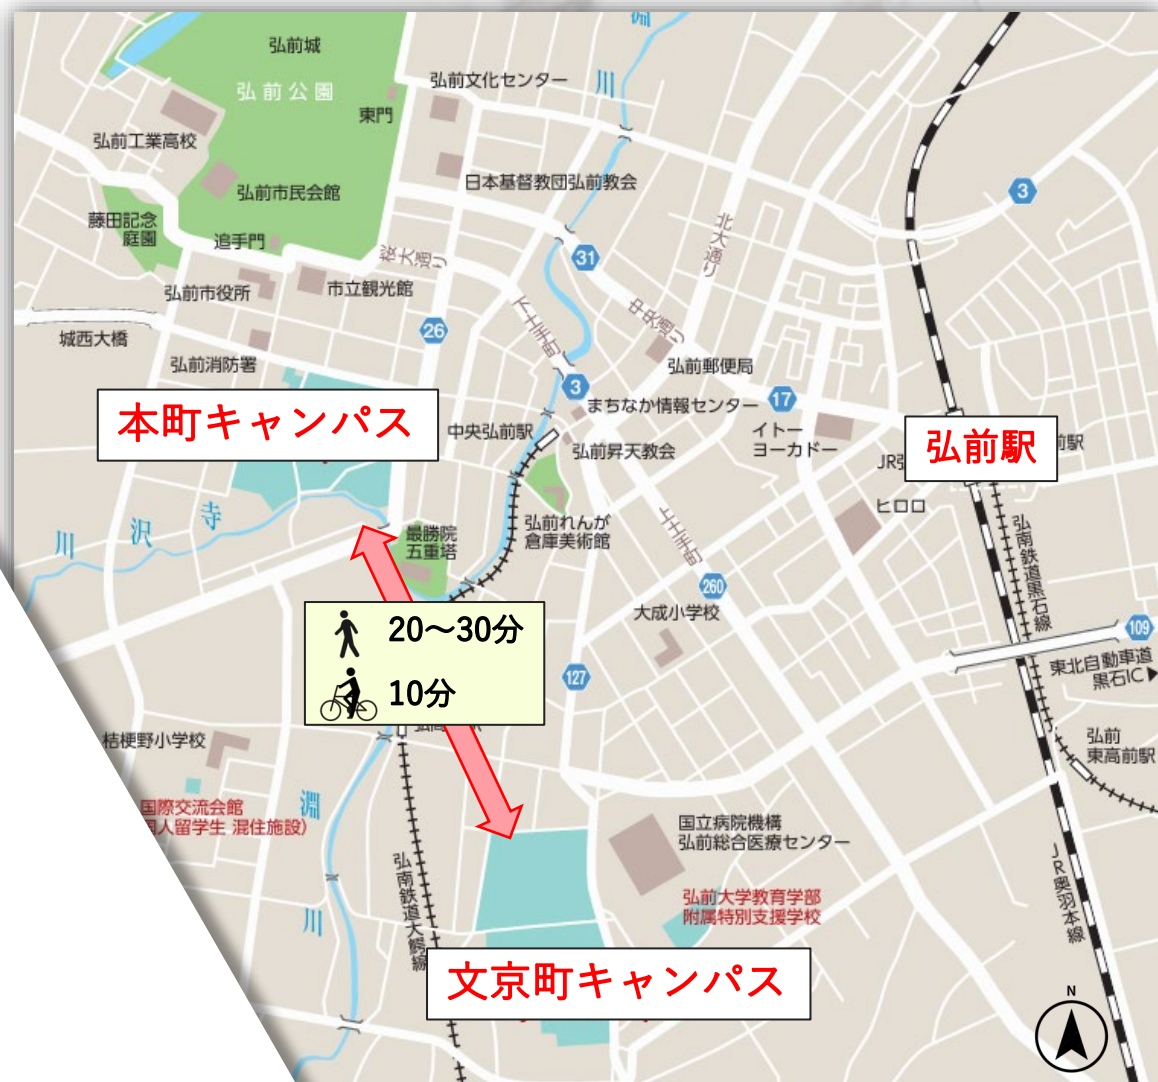 淵
弘前城
川
弘前公園
弘前文化センター
東門
弘前工業高校
日本基督教団弘前教会
弘前市民会館
3
藤田記念
庭園
追手門
北大通り
桜大通り
31
弘前市役所
市立観光館
下土手町
中央通り
26
城西大橋
弘前消防署
弘前郵便局
3
17
まちなか情報センター
本町キャンパス
中央弘前駅
イトー
ヨーカドー
弘前昇天教会
弘前駅
前駅
JR弘
ヒロロ
寺
沢
川
最勝院
五重塔
弘前れんが
倉庫美術館
上土手町
弘南鉄道黒石線
260
大成小学校
20〜30分
109
東北自動車道
黒石IC
127
10分
桔梗野小学校
弘前
東高前駅
国際交流会館
人留学生 混住施設)
淵
国立病院機構
弘前総合医療センター
川
弘南鉄道大鰐線
JR奥羽本線
弘前大学教育学部
附属特別支援学校
文京町キャンパス
N